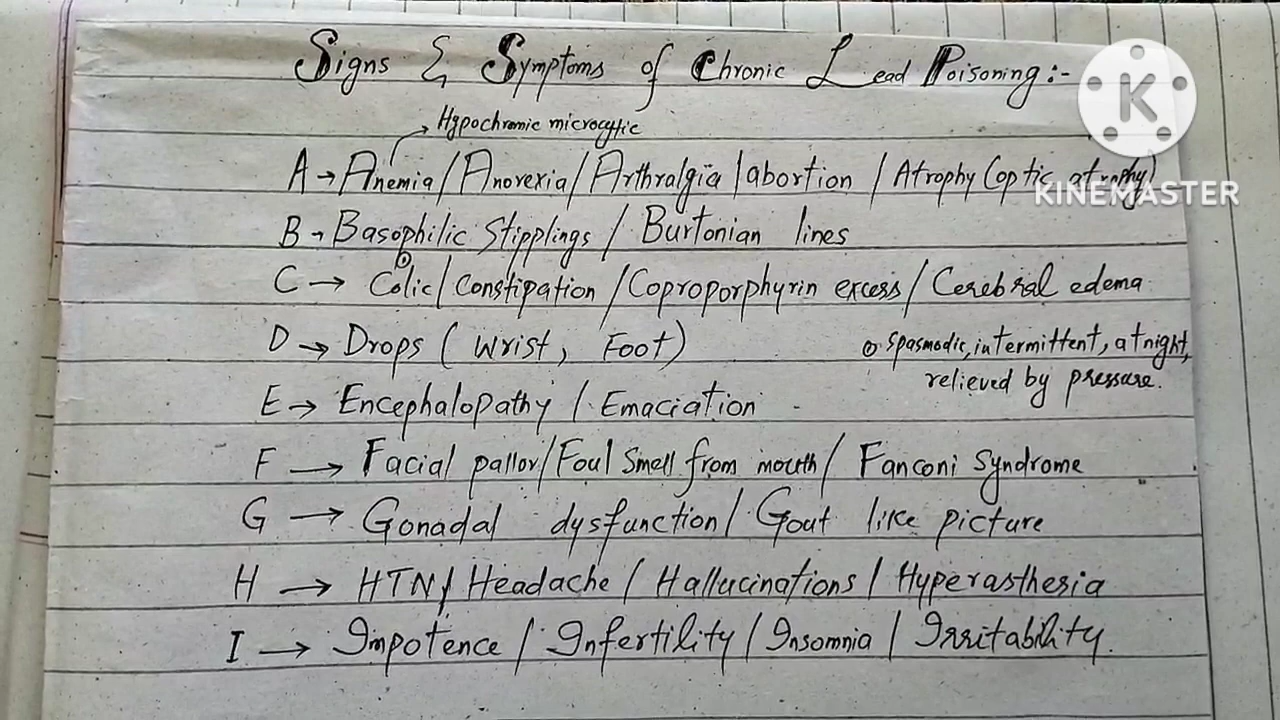 Signs & Symptoms of Chronic Lead Poisoning :-
Hypochromic microcytic
A → Anemia / Anorexia / Arthralgia / abortion / Atrophy (optic atrophy)
B → Basophilic Stipplings / Burtonian lines
C → Colic / Constipation / Coproporphyrin excess / Cerebral edema
D → Drops ( Wrist, Foot)
spasmodic, intermittent, at night,
relieved by pressure.
E → Encephalopathy / Emaciation
F → Facial pallor / Foul Smell from mouth / Fanconi Syndrome
G → Gonadal dysfunction / Gout like picture
H → HTN / Headache / Hallucinations / Hyperasthesia
I → Impotence / Infertility / Insomnia / Irritability.
K
KINEMASTER